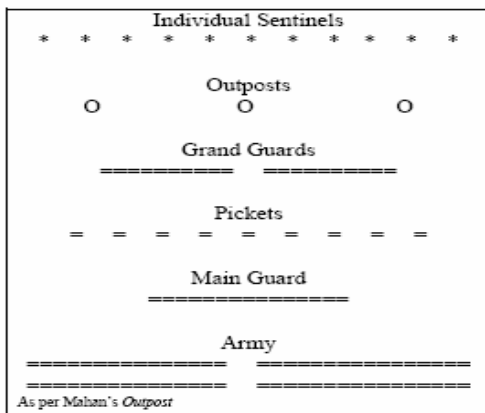 Individual Sentinels
* * * * * * * * * * *
Outposts
O O O
Grand Guards
========== ==========
Pickets
= = = = = = = = =
Main Guard
===============
Army
=============== ================
=============== ================
As per Mahan's Outpost